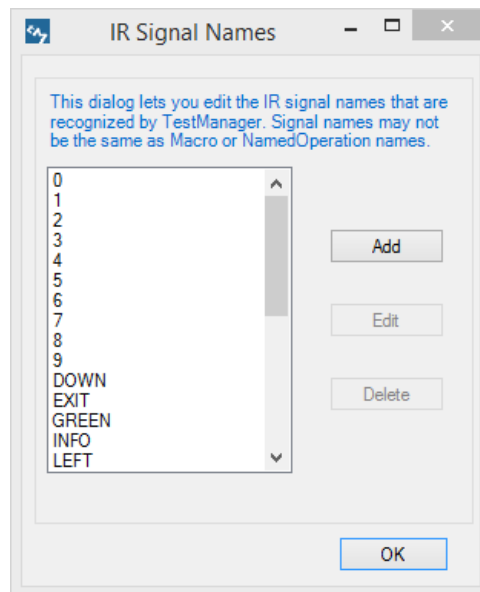 IR Signal Names
This dialog lets you edit the IR signal names that are
recognized by TestManager. Signal names may not
be the same as Macro or NamedOperation names.
0
1
2
3
4
5
6
7
8
9
DOWN
EXIT
GREEN
INFO
LEFT
Add
Edit
Delete
OK